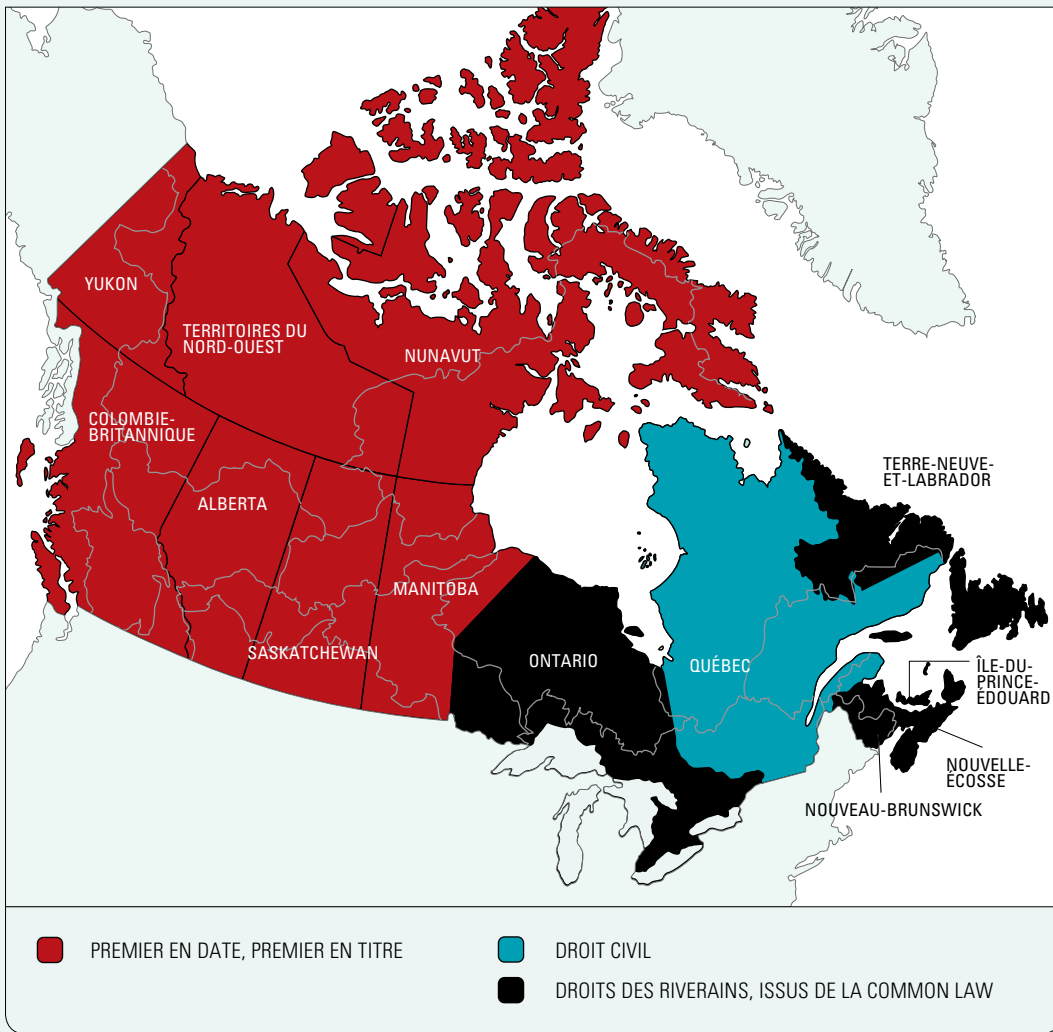 YUKON
TERRITOIRES DU
NORD-OUEST
NUNAVUT
COLOMBIE-
BRITANNIQUE
ALBERTA
TERRE-NEUVE-
ET-LABRADOR
MANITOBA
SASKATCHEWAN
ONTARIO
QUÉBEC
ÎLE-DU-
PRINCE-
ÉDOUARD
NOUVELLE-
ÉCOSSE
NOUVEAU-BRUNSWICK
PREMIER EN DATE, PREMIER EN TITRE
DROIT CIVIL
DROITS DES RIVERAINS, ISSUS DE LA COMMON LAW